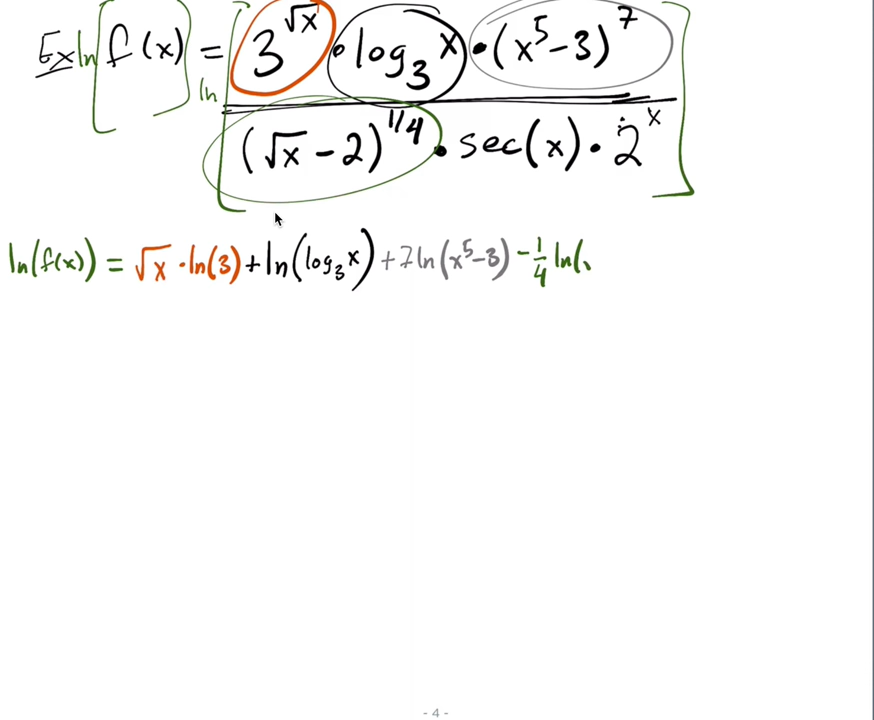 Ex ln[f(x)] = ln[3^√x • log₃x • (x⁵-3)⁷
(√x - 2)^1/4 • sec(x) • 2^x]
ln(f(x)) = √x • ln(3) + ln(log₃x) + 7ln(x⁵-3) - 1/4 ln(
- 4 -